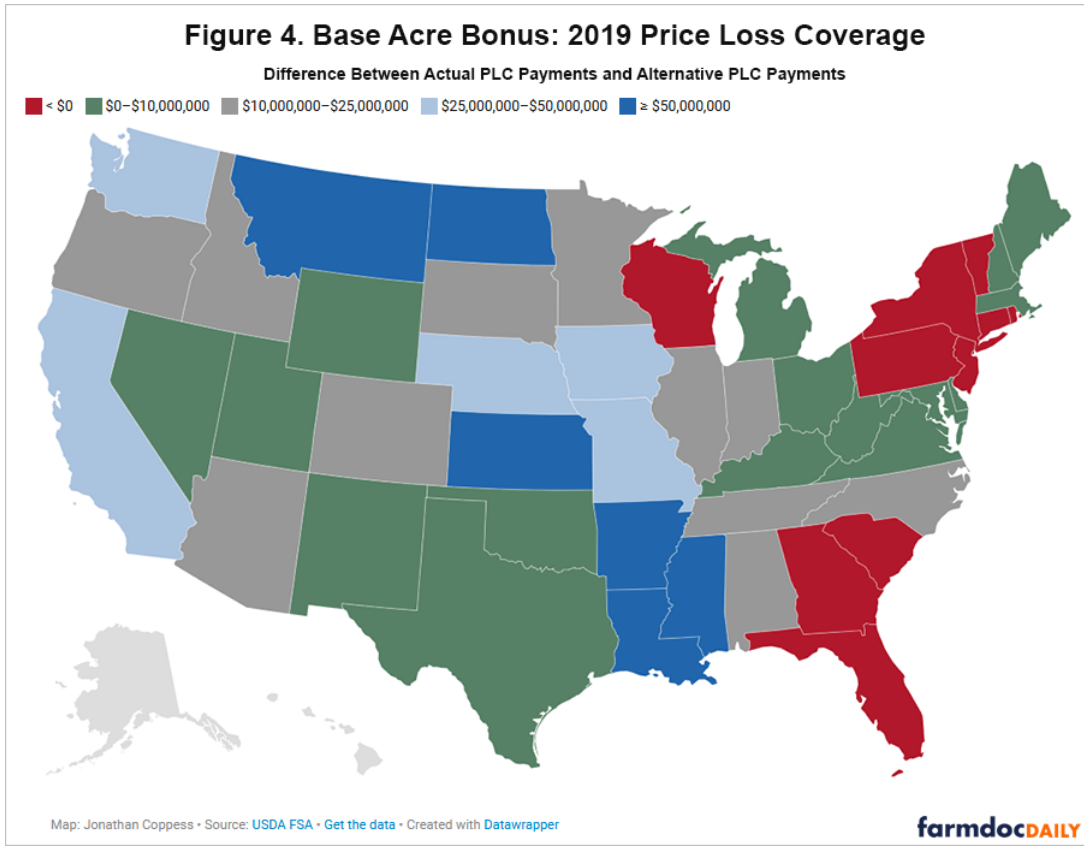 Figure 4. Base Acre Bonus: 2019 Price Loss Coverage
Difference Between Actual PLC Payments and Alternative PLC Payments
< $0 $0–$10,000,000 $10,000,000–$25,000,000 $25,000,000–$50,000,000 ≥ $50,000,000
Map: Jonathan Coppess • Source: USDA FSA • Get the data • Created with Datawrapper
farmdocDAILY